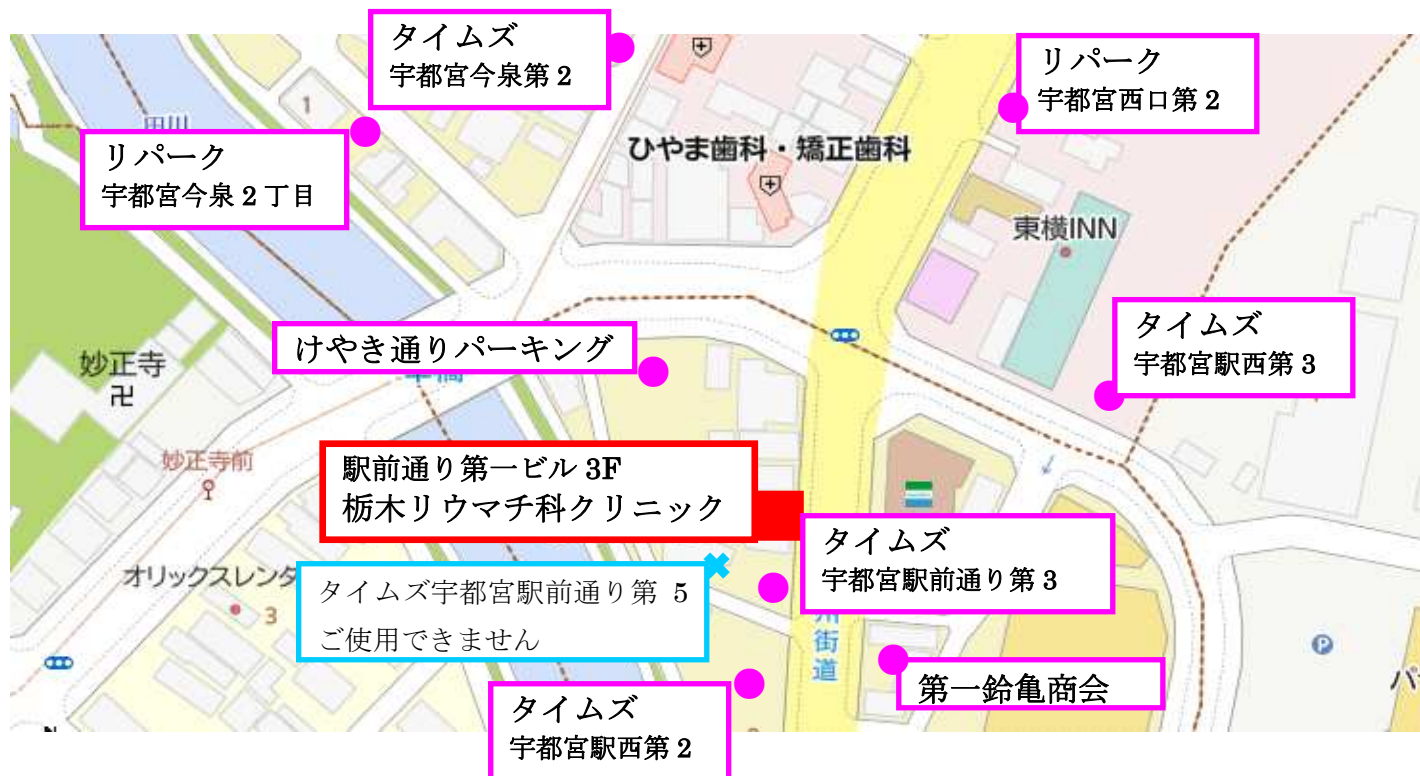 タイムズ
宇都宮今泉第２
リパーク
宇都宮西口第２
1
田川
リパーク
宇都宮今泉２丁目
ひやま歯科・矯正歯科
東横INN
タイムズ
宇都宮駅西第３
けやき通りパーキング
妙正寺
卍
妙正寺前
駅前通り第一ビル 3F
栃木リウマチ科クリニック
タイムズ
宇都宮駅前通り第３
オリックスレンタ
3
タイムズ宇都宮駅前通り第 5
ご使用できません
街道
P
第一鈴亀商会
タイムズ
宇都宮駅西第２